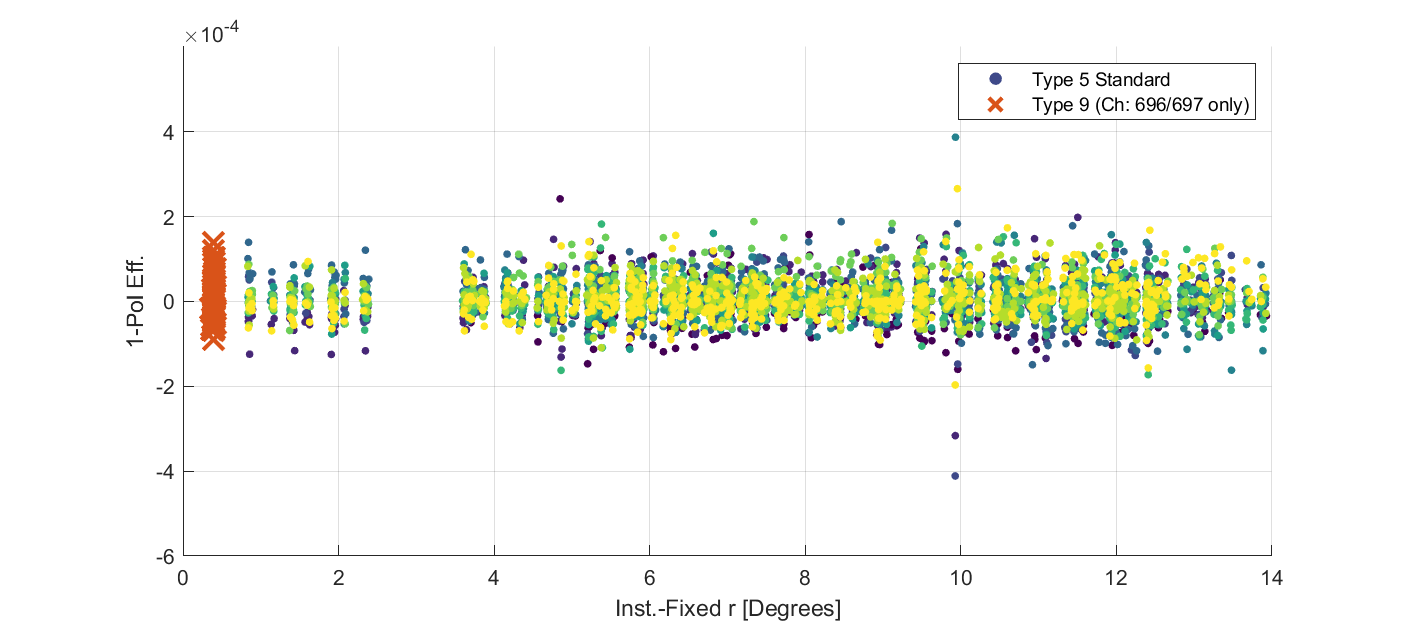 ×10⁻⁴
Type 5 Standard
Type 9 (Ch: 696/697 only)
4
2
0
-2
-4
-6
1-Pol Eff.
0 2 4 6 8 10 12 14
Inst.-Fixed r [Degrees]